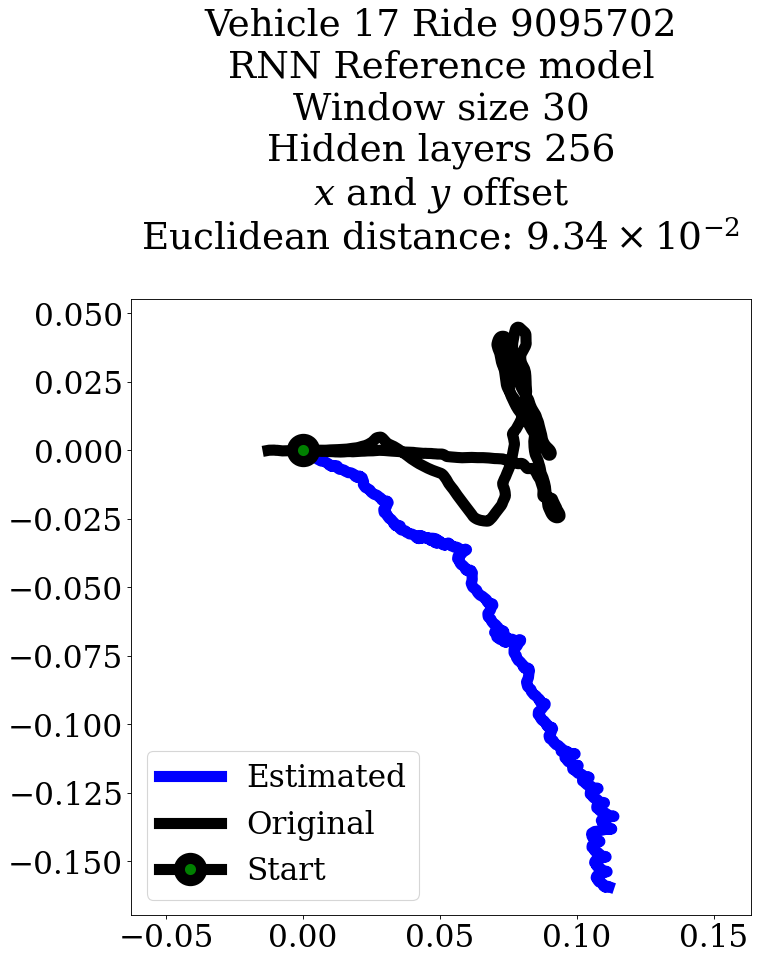 Vehicle 17 Ride 9095702
RNN Reference model
Window size 30
Hidden layers 256
x and y offset
Euclidean distance: 9.34 × 10⁻²
0.050
0.025
0.000
−0.025
−0.050
−0.075
−0.100
−0.125
−0.150
Estimated
Original
Start
−0.05 0.00 0.05 0.10 0.15